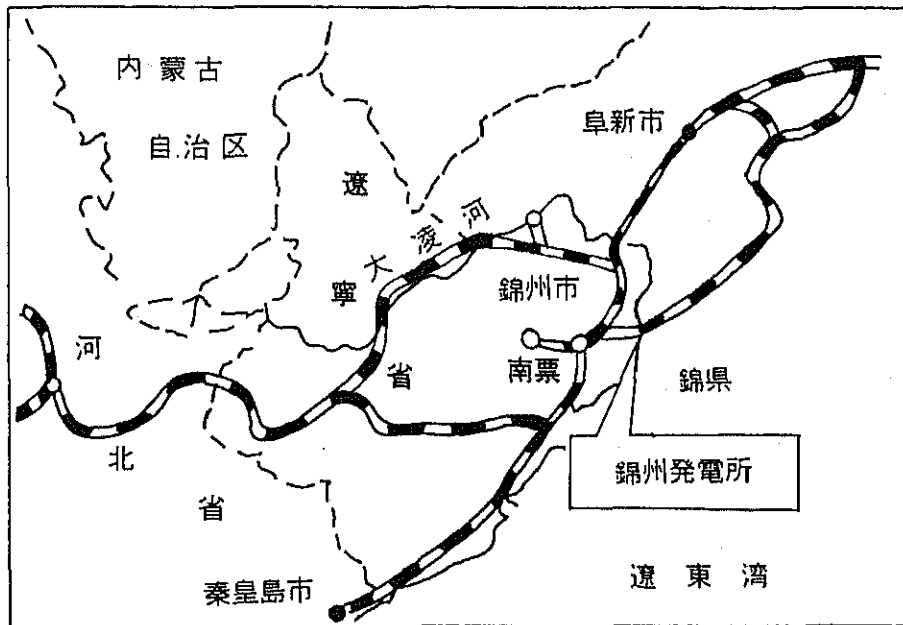 内蒙古
自治区
阜新市
遼寧省
大凌河
錦州市
南票
錦県
河北省
錦州発電所
秦皇島市
遼東湾